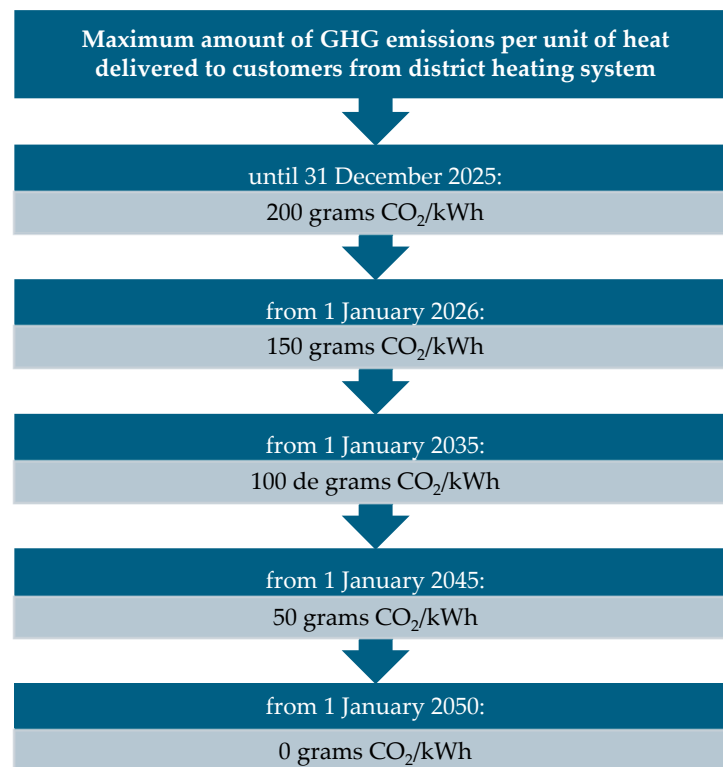 Maximum amount of GHG emissions per unit of heat
delivered to customers from district heating system
until 31 December 2025:
200 grams CO₂/kWh
from 1 January 2026:
150 grams CO₂/kWh
from 1 January 2035:
100 de grams CO₂/kWh
from 1 January 2045:
50 grams CO₂/kWh
from 1 January 2050:
0 grams CO₂/kWh